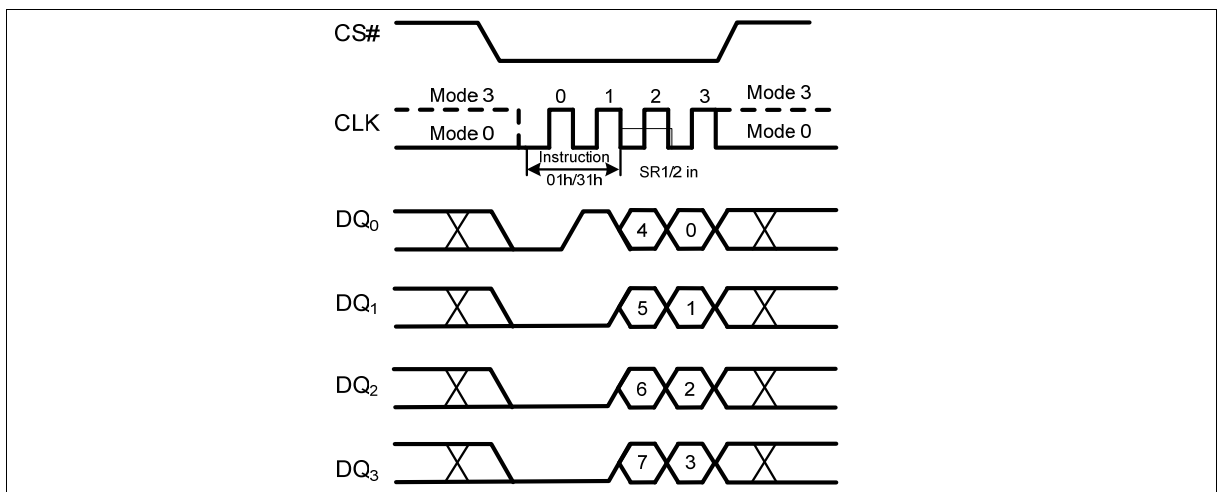 CS#
Mode 3 0 1 2 3 Mode 3
CLK
Mode 0 Mode 0
Instruction
01h/31h SR1/2 in
DQ0 4 0
DQ1 5 1
DQ2 6 2
DQ3 7 3